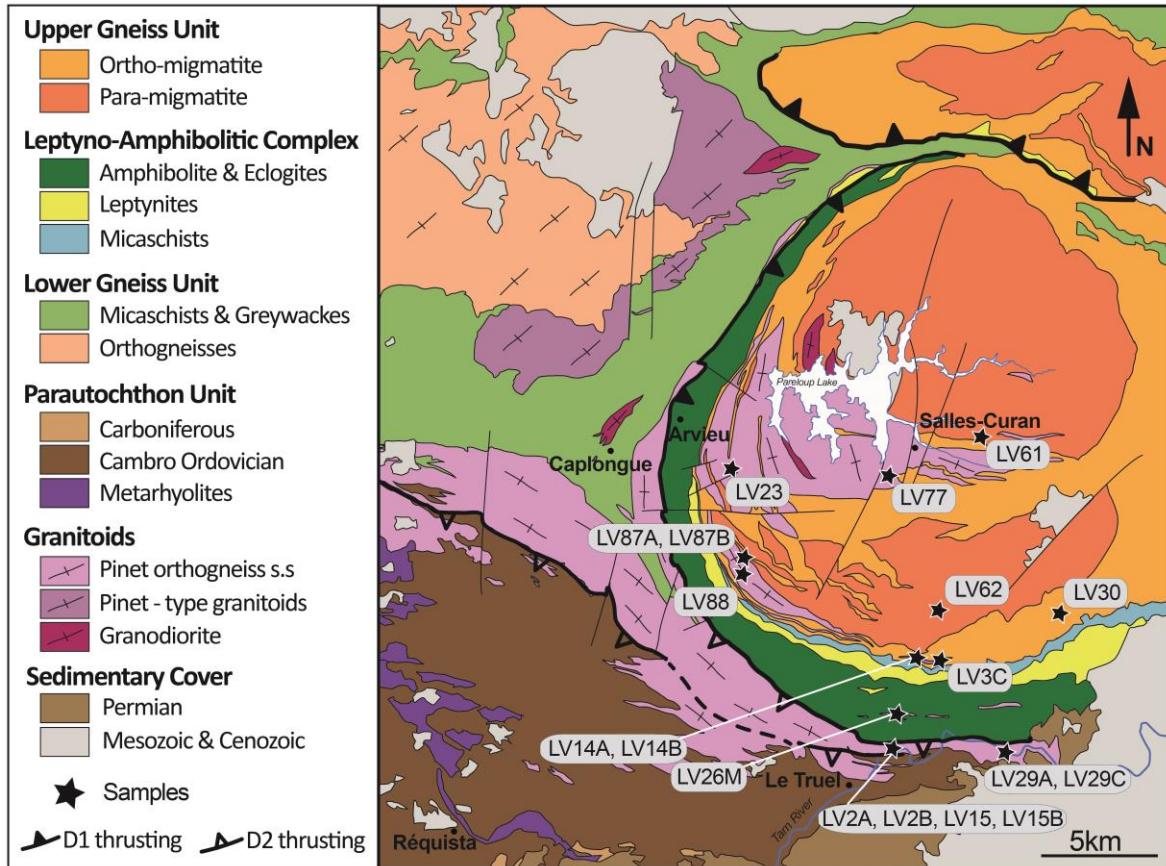 Upper Gneiss Unit
Ortho-migmatite
Para-migmatite
Leptyno-Amphibolitic Complex
Amphibolite & Eclogites
Leptynites
Micaschists
Lower Gneiss Unit
Micaschists & Greywackes
Orthogneisses
Parautochthon Unit
Carboniferous
Cambro Ordovician
Metarhyolites
Granitoids
Pinet orthogneiss s.s
Pinet - type granitoids
Granodiorite
Sedimentary Cover
Permian
Mesozoic & Cenozoic
Samples
D1 thrusting
D2 thrusting
N
Pareloup Lake
Salles-Curan
Arvieu
Caplongue
LV61
LV23
LV77
LV87A, LV87B
LV88
LV62
LV30
LV3C
LV14A, LV14B
LV26M
Le Truel
LV29A, LV29C
LV2A, LV2B, LV15, LV15B
Tarn River
Réquista
5km